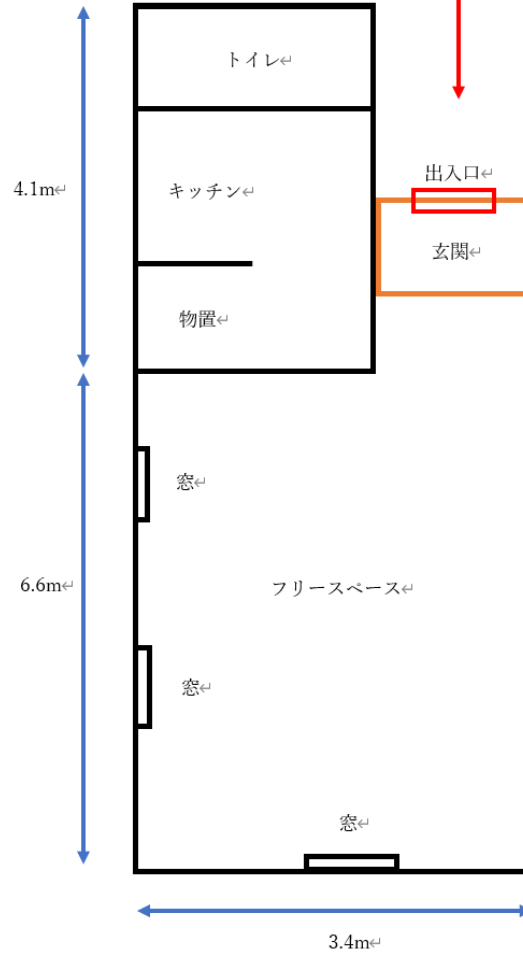 トイレ↵
出入口↵
4.1m↵
キッチン↵
玄関↵
物置↵
窓↵
6.6m↵
フリースペース↵
窓↵
窓↵
3.4m↵